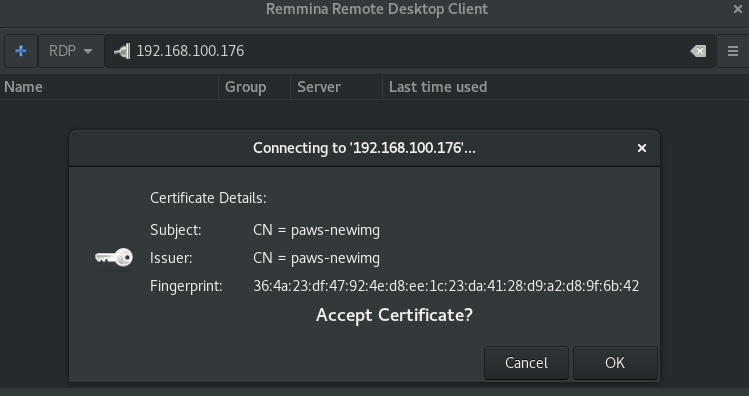 Remmina Remote Desktop Client
RDP 192.168.100.176
Name Group Server Last time used
Connecting to '192.168.100.176'...
Certificate Details:
Subject: CN = paws-newimg
Issuer: CN = paws-newimg
Fingerprint: 36:4a:23:df:47:92:4e:d8:ee:1c:23:da:41:28:d9:a2:d8:9f:6b:42
Accept Certificate?
Cancel OK